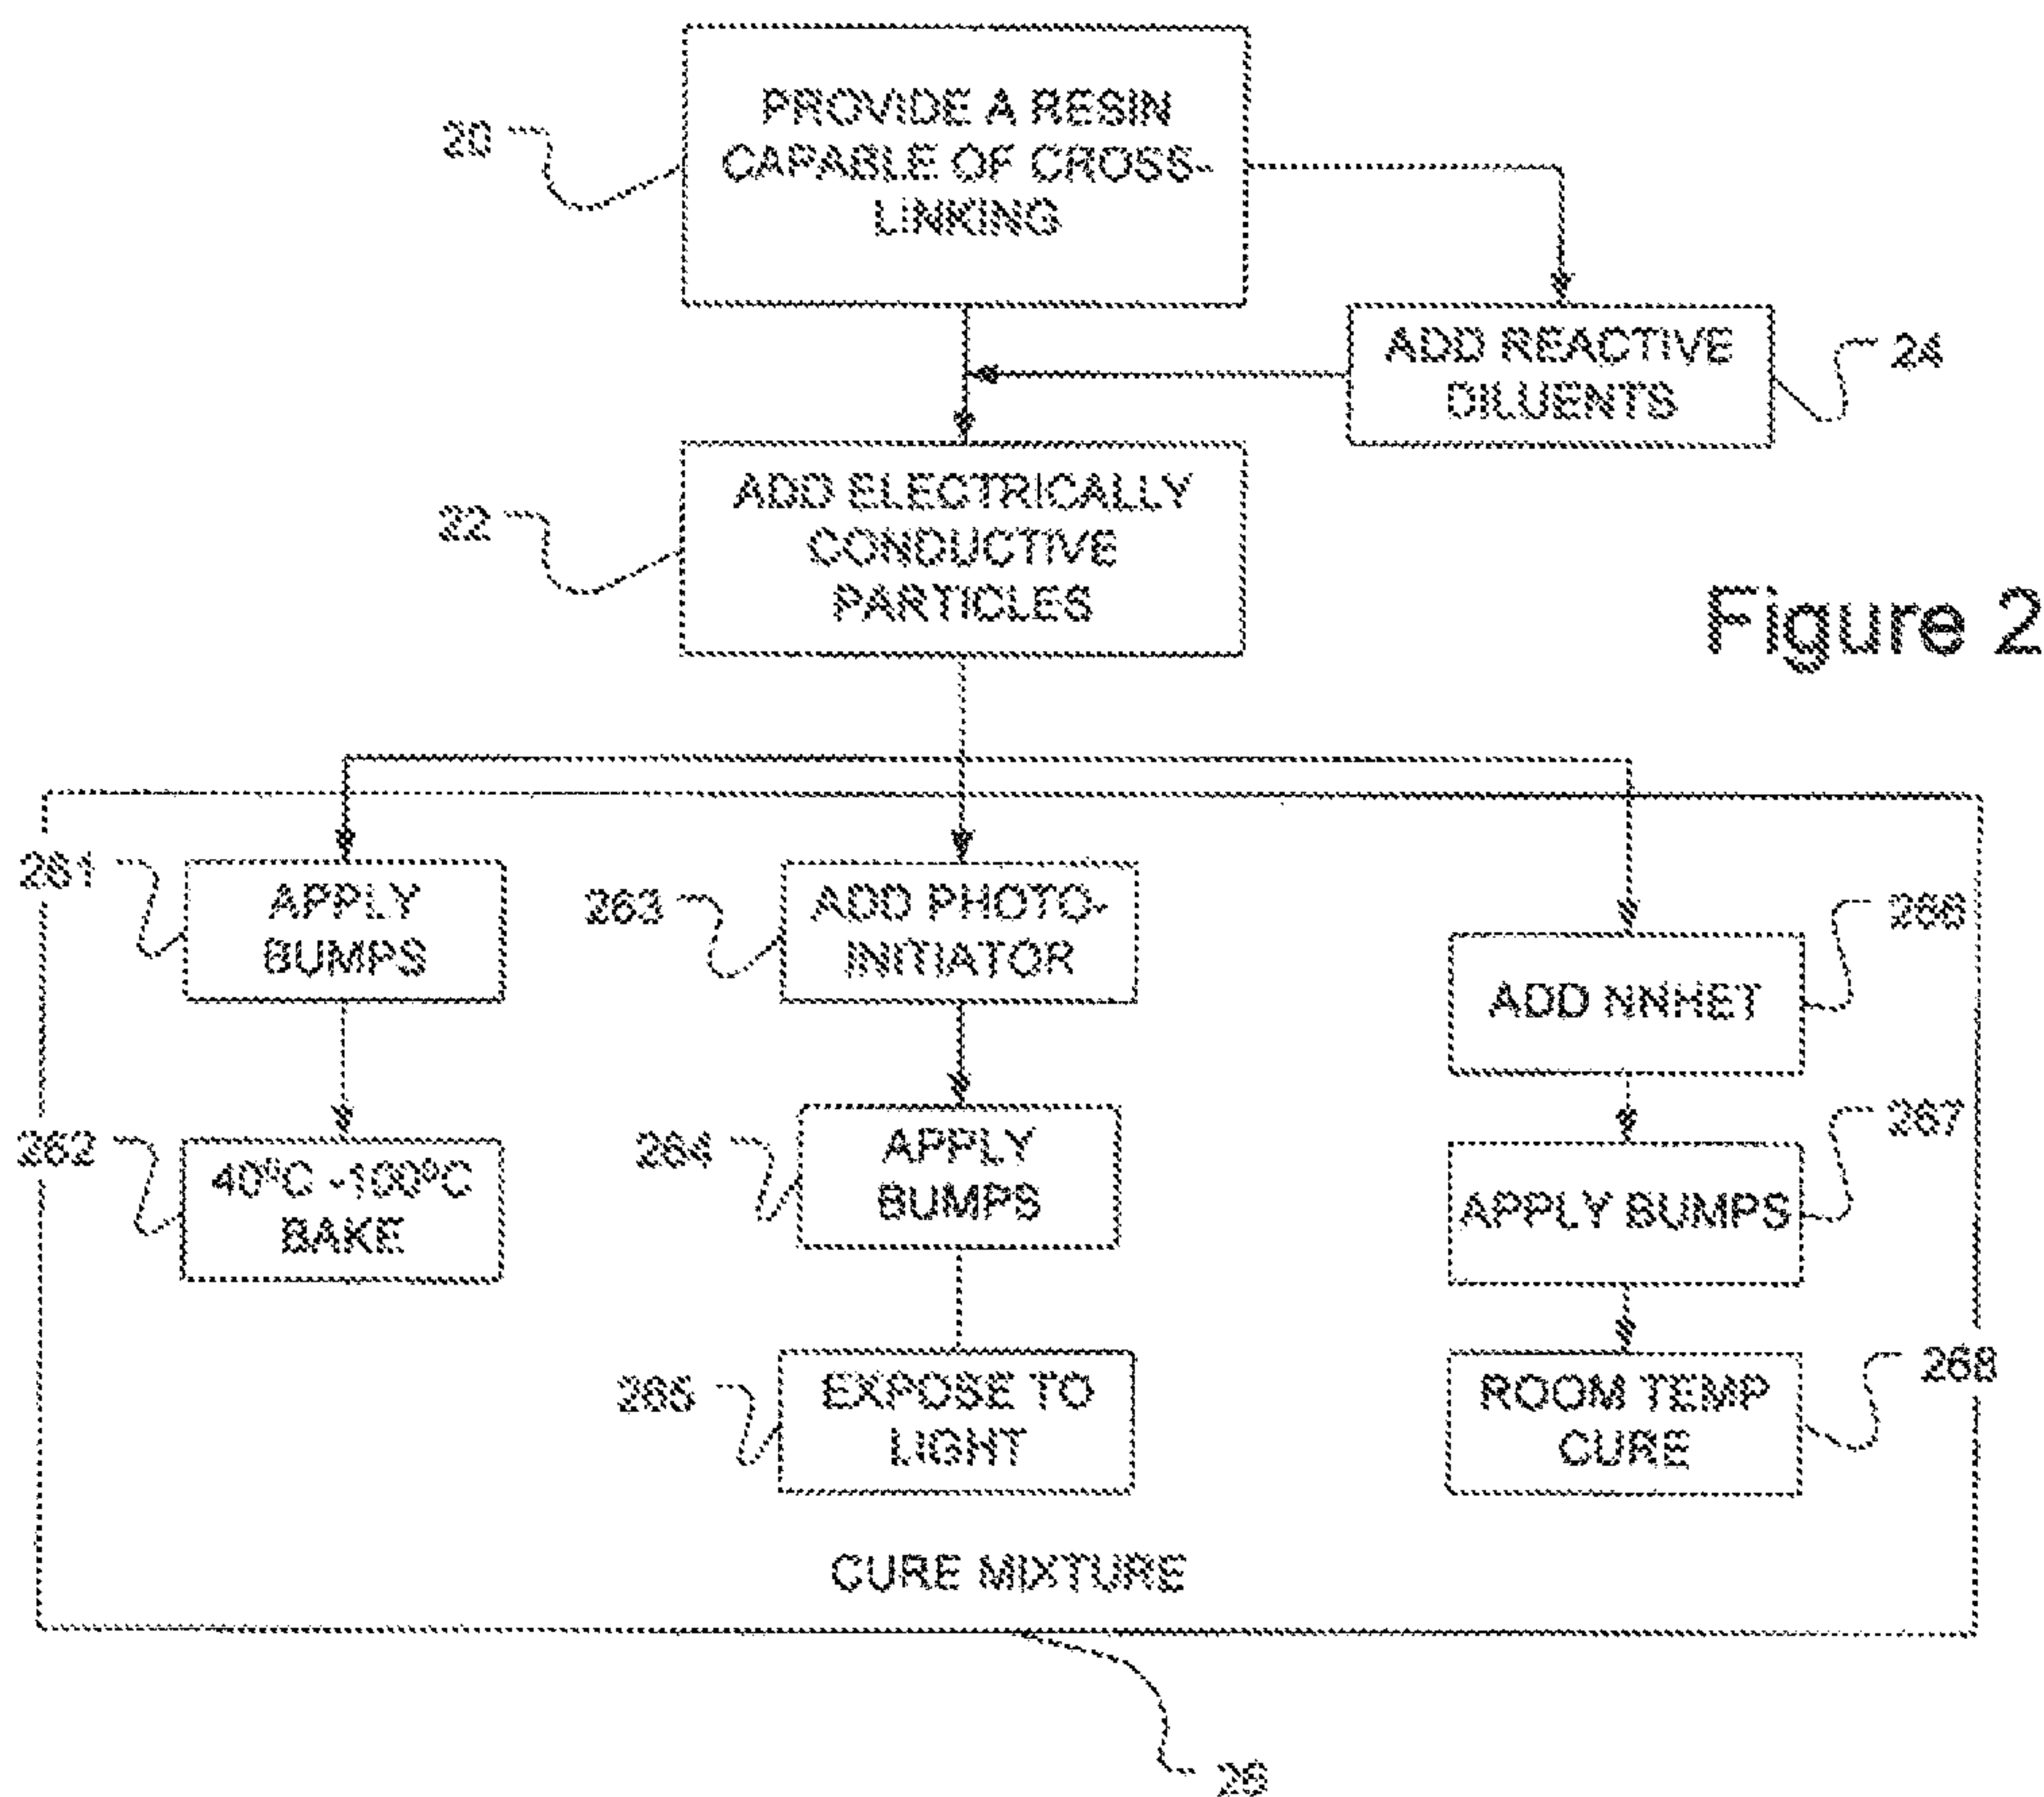 PROVIDE A RESIN
CAPABLE OF CROSS-
LINKING
20
ADD REACTIVE
DILUENTS
24
ADD ELECTRICALLY
CONDUCTIVE
PARTICLES
22
Figure 2
261
APPLY
BUMPS
263
ADD PHOTO-
INITIATOR
266
ADD NNHET
262
40⁰C -100⁰C
BAKE
264
APPLY
BUMPS
267
APPLY BUMPS
265
EXPOSE TO
LIGHT
268
ROOM TEMP
CURE
CURE MIXTURE
26